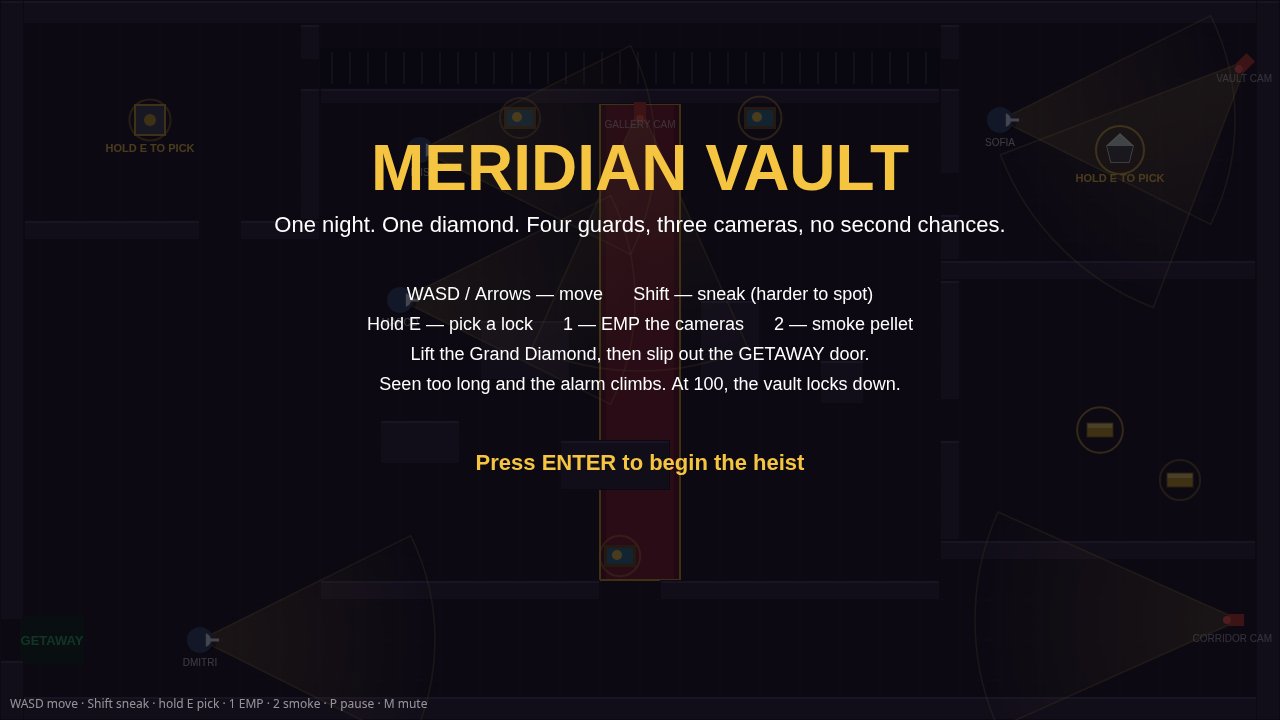 VAULT CAM
GALLERY CAM
SOFIA
HOLD E TO PICK
HOLD E TO PICK
MERIDIAN VAULT
One night. One diamond. Four guards, three cameras, no second chances.
WASD / Arrows — move Shift — sneak (harder to spot)
Hold E — pick a lock 1 — EMP the cameras 2 — smoke pellet
Lift the Grand Diamond, then slip out the GETAWAY door.
Seen too long and the alarm climbs. At 100, the vault locks down.
Press ENTER to begin the heist
GETAWAY
CORRIDOR CAM
DMITRI
WASD move · Shift sneak · hold E pick · 1 EMP · 2 smoke · P pause · M mute